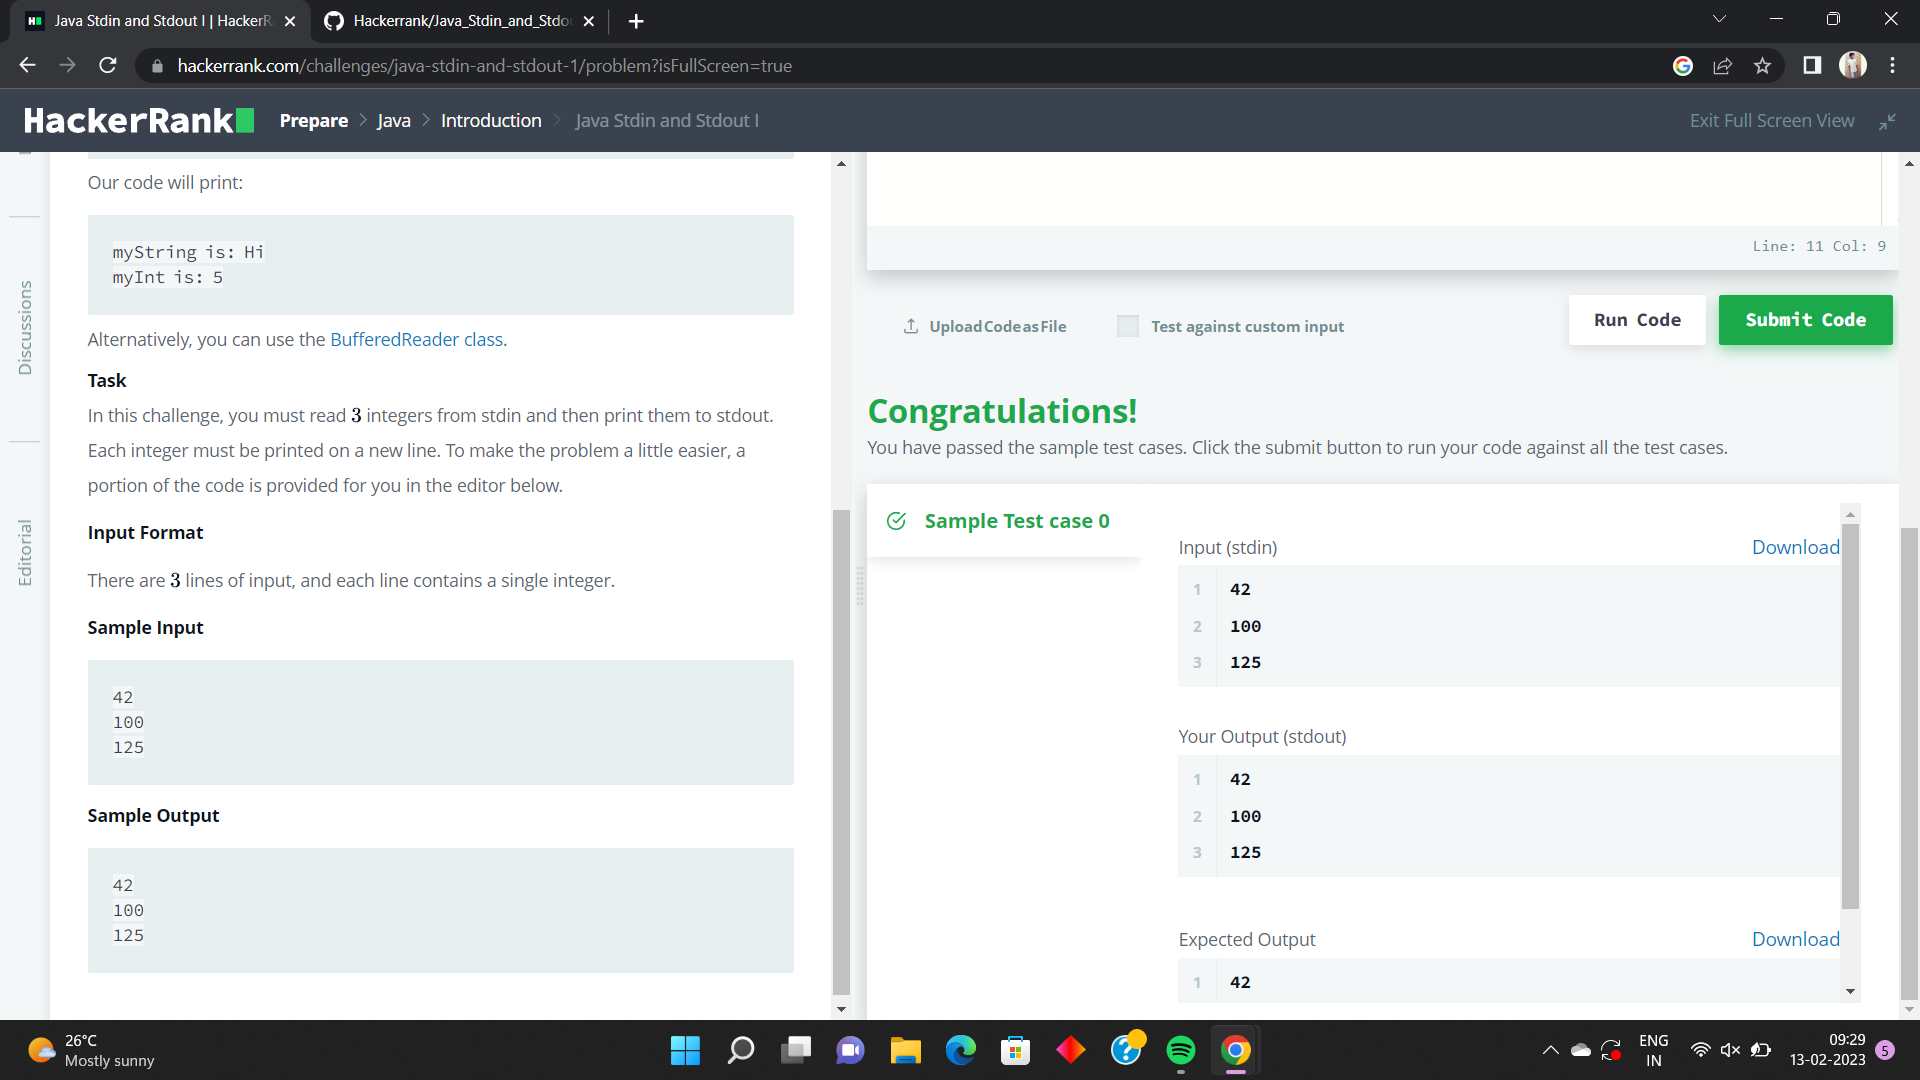 Java Stdin and Stdout I | HackerR
Hackerrank/Java_Stdin_and_Stdo
hackerrank.com/challenges/java-stdin-and-stdout-1/problem?isFullScreen=true
HackerRank
Prepare > Java > Introduction > Java Stdin and Stdout I
Exit Full Screen View
Discussions
Editorial
Our code will print:
myString is: Hi
myInt is: 5
Alternatively, you can use the BufferedReader class.
Task
In this challenge, you must read 3 integers from stdin and then print them to stdout.
Each integer must be printed on a new line. To make the problem a little easier, a
portion of the code is provided for you in the editor below.
Input Format
There are 3 lines of input, and each line contains a single integer.
Sample Input
42
100
125
Sample Output
42
100
125
Line: 11 Col: 9
Upload Code as File
Test against custom input
Run Code
Submit Code
Congratulations!
You have passed the sample test cases. Click the submit button to run your code against all the test cases.
Sample Test case 0
Input (stdin)
Download
1 42
2 100
3 125
Your Output (stdout)
1 42
2 100
3 125
Expected Output
Download
1 42
26°C
Mostly sunny
ENG
IN
09:29
13-02-2023
5